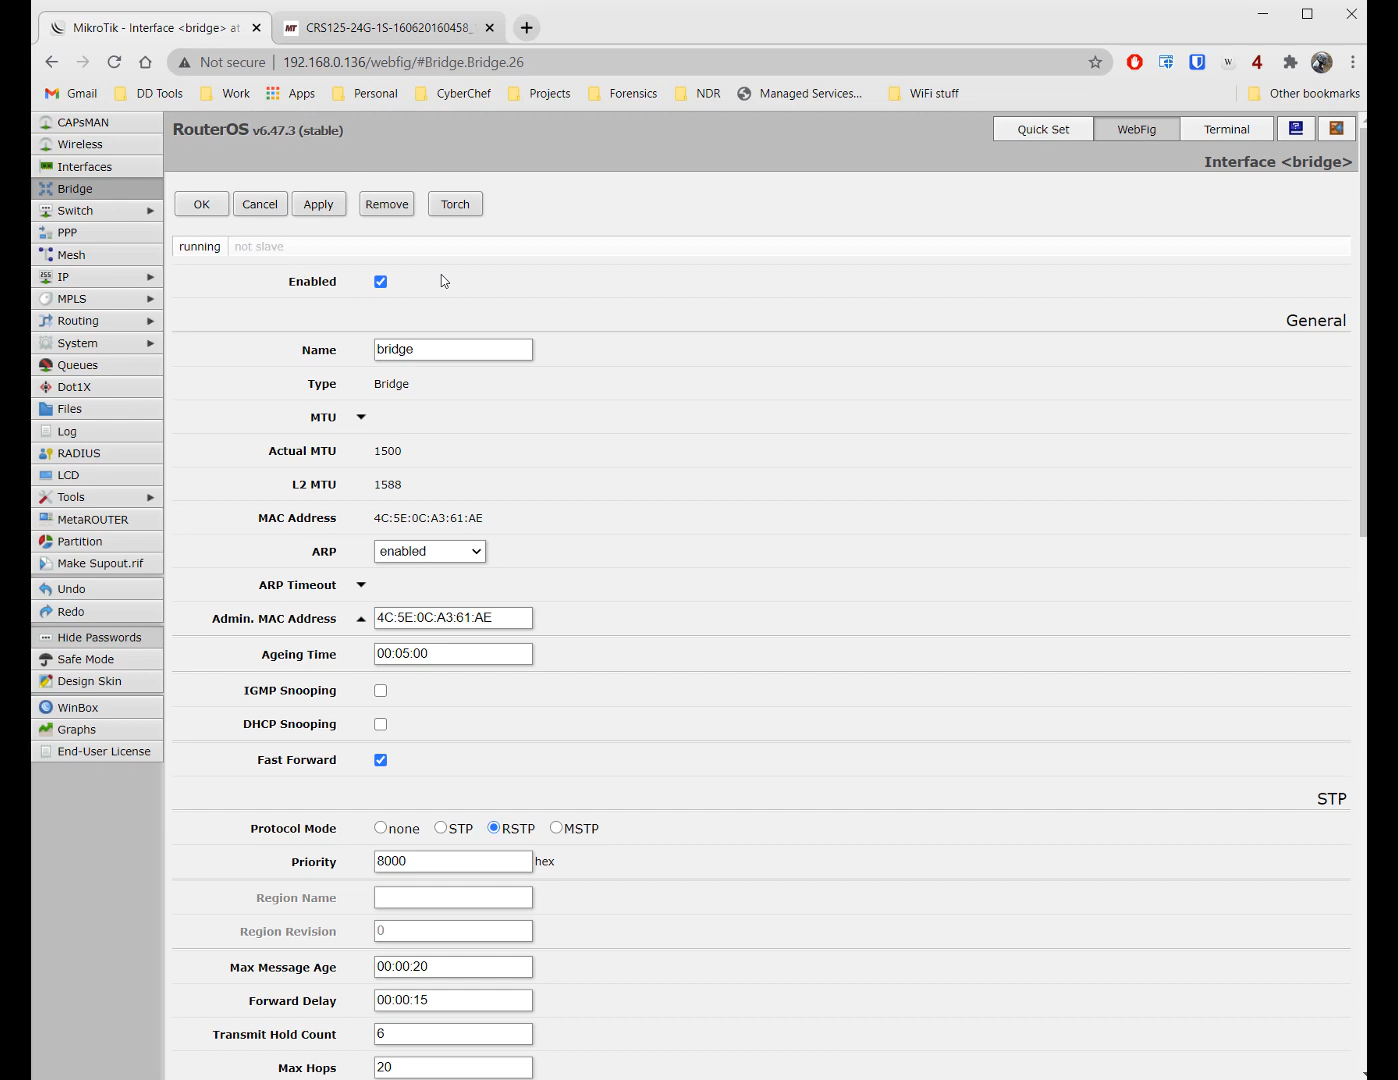 MikroTik - Interface <bridge> at
CRS125-24G-1S-160620160458_
Not secure | 192.168.0.136/webfig/#Bridge.Bridge.26
W 4
Gmail DD Tools Work Apps Personal CyberChef Projects Forensics NDR Managed Services... WiFi stuff Other bookmarks
CAPsMAN
Wireless
Interfaces
Bridge
Switch
PPP
Mesh
IP
MPLS
Routing
System
Queues
Dot1X
Files
Log
RADIUS
LCD
Tools
MetaROUTER
Partition
Make Supout.rif
Undo
Redo
Hide Passwords
Safe Mode
Design Skin
WinBox
Graphs
End-User License
RouterOS v6.47.3 (stable)
Quick Set WebFig Terminal
Interface <bridge>
OK Cancel Apply Remove Torch
running not slave
Enabled
General
Name bridge
Type Bridge
MTU
Actual MTU 1500
L2 MTU 1588
MAC Address 4C:5E:0C:A3:61:AE
ARP enabled
ARP Timeout
Admin. MAC Address 4C:5E:0C:A3:61:AE
Ageing Time 00:05:00
IGMP Snooping
DHCP Snooping
Fast Forward
STP
Protocol Mode none STP RSTP MSTP
Priority 8000 hex
Region Name
Region Revision 0
Max Message Age 00:00:20
Forward Delay 00:00:15
Transmit Hold Count 6
Max Hops 20